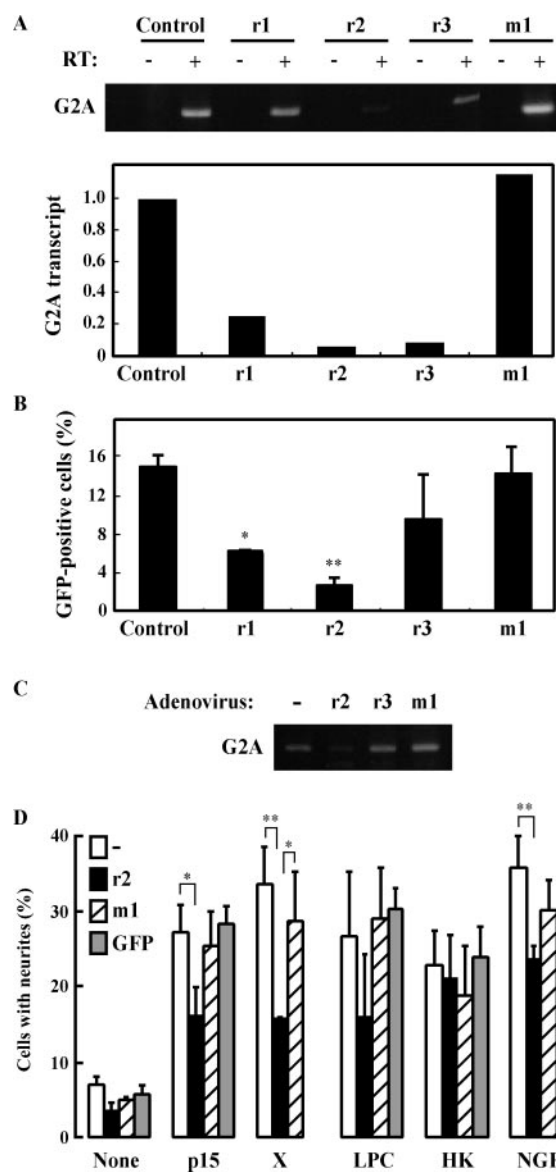 A
Control r1 r2 r3 m1
RT: - + - + - + - + - +
G2A
G2A transcript
1.0
0.8
0.6
0.4
0.2
0
Control r1 r2 r3 m1
B
GFP-positive cells (%)
16
12
8
4
0
* **
Control r1 r2 r3 m1
C
Adenovirus: - r2 r3 m1
G2A
D
Cells with neurites (%)
40
30
20
10
0
-
r2
m1
GFP
* ** * **
None p15 X LPC HK NGF